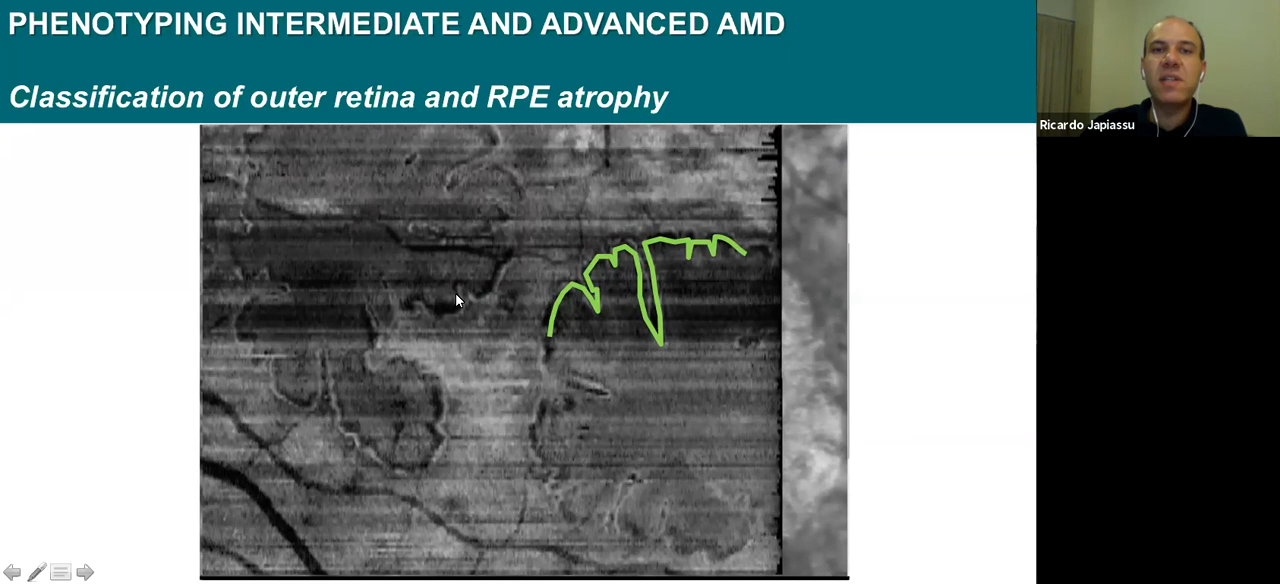 PHENOTYPING INTERMEDIATE AND ADVANCED AMD
Classification of outer retina and RPE atrophy
Ricardo Japiassu